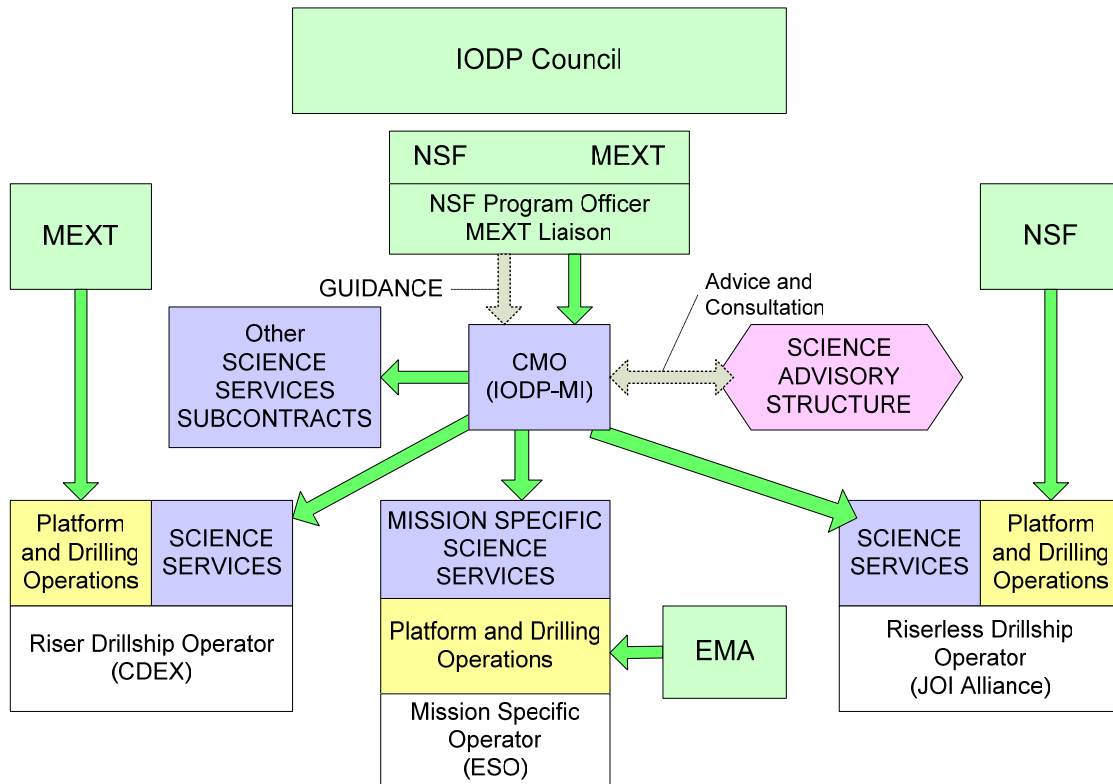 IODP Council
NSF MEXT
NSF Program Officer
MEXT Liaison
MEXT
NSF
GUIDANCE
Advice and
Consultation
Other
SCIENCE
SERVICES
SUBCONTRACTS
CMO
(IODP-MI)
SCIENCE
ADVISORY
STRUCTURE
Platform
and Drilling
Operations
SCIENCE
SERVICES
Riser Drillship Operator
(CDEX)
MISSION SPECIFIC
SCIENCE
SERVICES
Platform and Drilling
Operations
Mission Specific
Operator
(ESO)
EMA
SCIENCE
SERVICES
Platform
and Drilling
Operations
Riserless Drillship
Operator
(JOI Alliance)